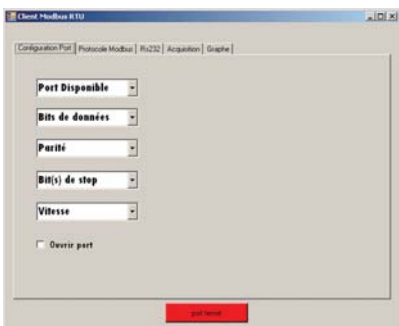 Client Modbus RTU
Configuration Port Protocole Modbus Rs232 Acquisition Graphe
Port Disponible
Bits de données
Parité
Bit(s) de stop
Vitesse
Ouvrir port
port fermé